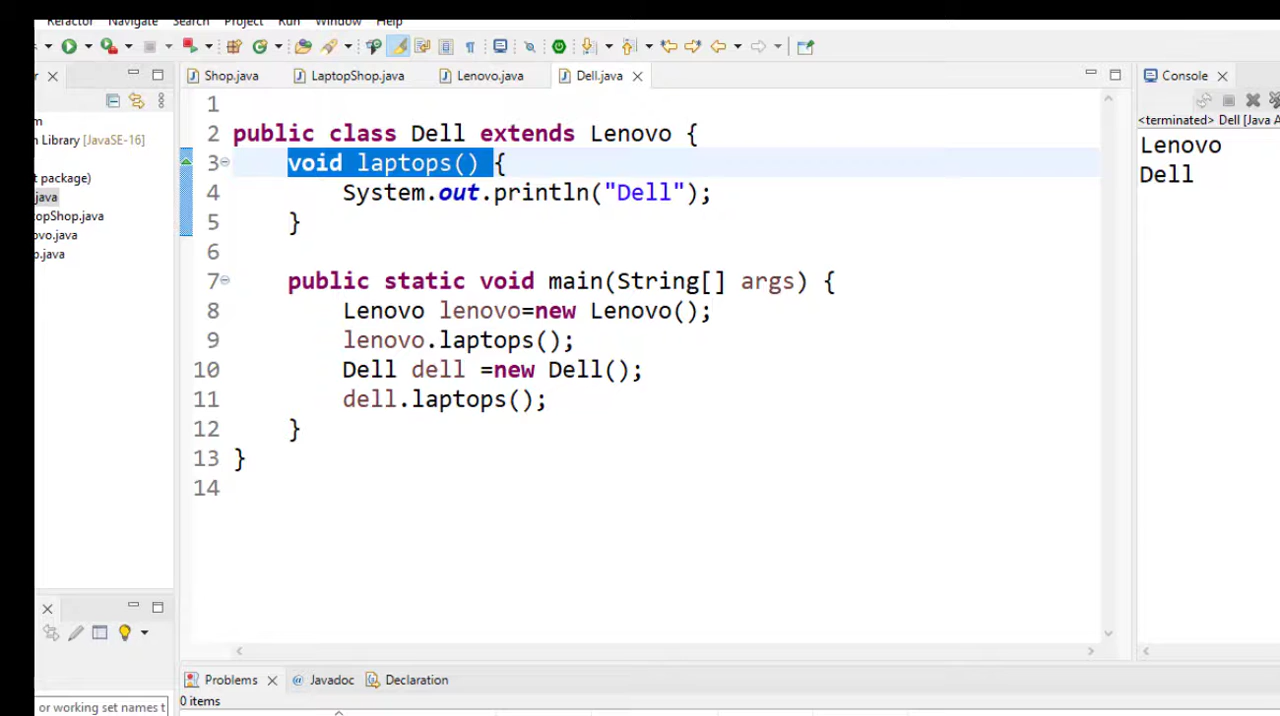 Refactor Navigate Search Project Run Window Help
Shop.java LaptopShop.java Lenovo.java Dell.java Console
<terminated> Dell [Java A
Lenovo
Dell
m
n Library [JavaSE-16]
t package)
.java
topShop.java
ovo.java
p.java
1
2 public class Dell extends Lenovo {
3 void laptops() {
4 System.out.println("Dell");
5 }
6
7 public static void main(String[] args) {
8 Lenovo lenovo=new Lenovo();
9 lenovo.laptops();
10 Dell dell =new Dell();
11 dell.laptops();
12 }
13 }
14
Problems Javadoc Declaration
0 items
or working set names t